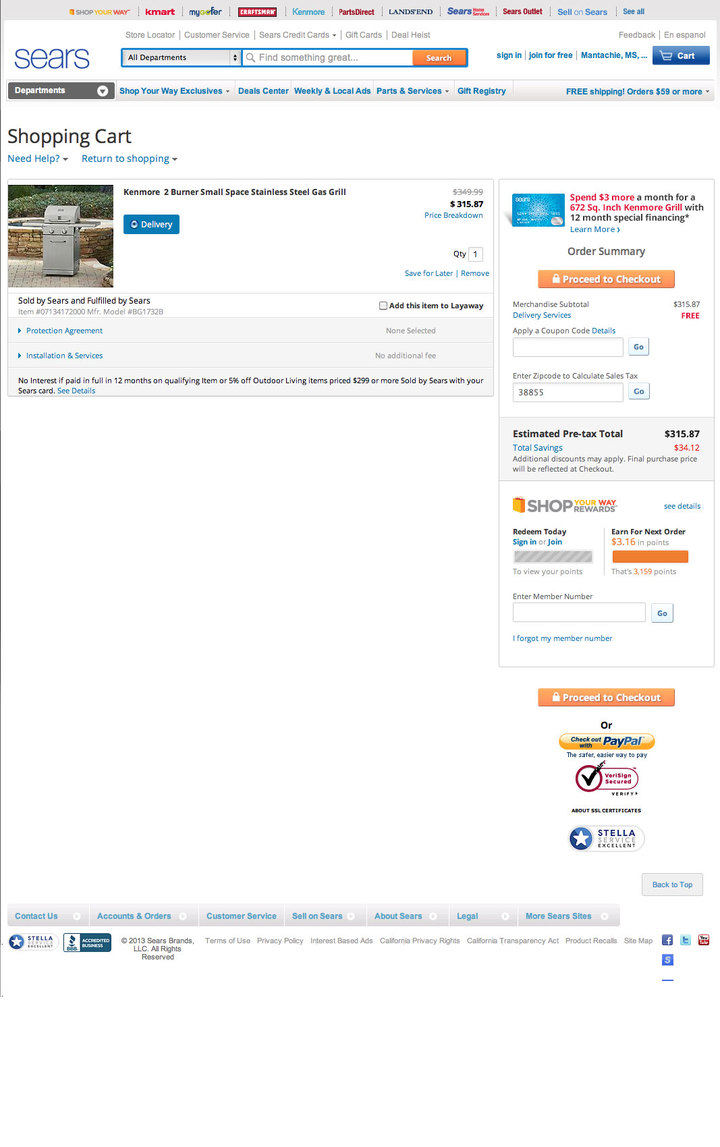 SHOP YOUR WAY kmart mygofer CRAFTSMAN Kenmore PartsDirect LANDS'END Sears Home Services Sears Outlet Sell on Sears See all
Store Locator Customer Service Sears Credit Cards Gift Cards Deal Heist Feedback En espanol
sears
All Departments Find something great... Search sign in join for free Mantachie, MS, ... Cart
Departments Shop Your Way Exclusives Deals Center Weekly & Local Ads Parts & Services Gift Registry FREE shipping! Orders $59 or more
Shopping Cart
Need Help? Return to shopping
Kenmore 2 Burner Small Space Stainless Steel Gas Grill
$349.99
$ 315.87
Price Breakdown
Delivery
Qty 1
Save for Later | Remove
Sold by Sears and Fulfilled by Sears
Item #07134172000 Mfr. Model #BG1732B
Add this item to Layaway
Protection Agreement None Selected
Installation & Services No additional fee
No Interest if paid in full in 12 months on qualifying Item or 5% off Outdoor Living items priced $299 or more Sold by Sears with your
Sears card. See Details
sears
Spend $3 more a month for a
672 Sq. Inch Kenmore Grill with
12 month special financing*
Learn More ›
Order Summary
Proceed to Checkout
Merchandise Subtotal $315.87
Delivery Services FREE
Apply a Coupon Code Details
Go
Enter Zipcode to Calculate Sales Tax
38855 Go
Estimated Pre-tax Total $315.87
Total Savings $34.12
Additional discounts may apply. Final purchase price
will be reflected at Checkout.
SHOP YOUR WAY REWARDS see details
Redeem Today
Sign in or Join
To view your points
Earn For Next Order
$3.16 in points
That's 3,159 points
Enter Member Number
Go
I forgot my member number
Proceed to Checkout
Or
Check out with PayPal
The safer, easier way to pay
VeriSign
Secured
VERIFY
ABOUT SSL CERTIFICATES
STELLA
SERVICE
EXCELLENT
Back to Top
Contact Us Accounts & Orders Customer Service Sell on Sears About Sears Legal More Sears Sites
STELLA
SERVICE
EXCELLENT
BBB ACCREDITED
BUSINESS
© 2013 Sears Brands,
LLC. All Rights
Reserved
Terms of Use Privacy Policy Interest Based Ads California Privacy Rights California Transparency Act Product Recalls Site Map
f t You Tube
S